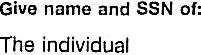 Give name and SSN of:
The individual